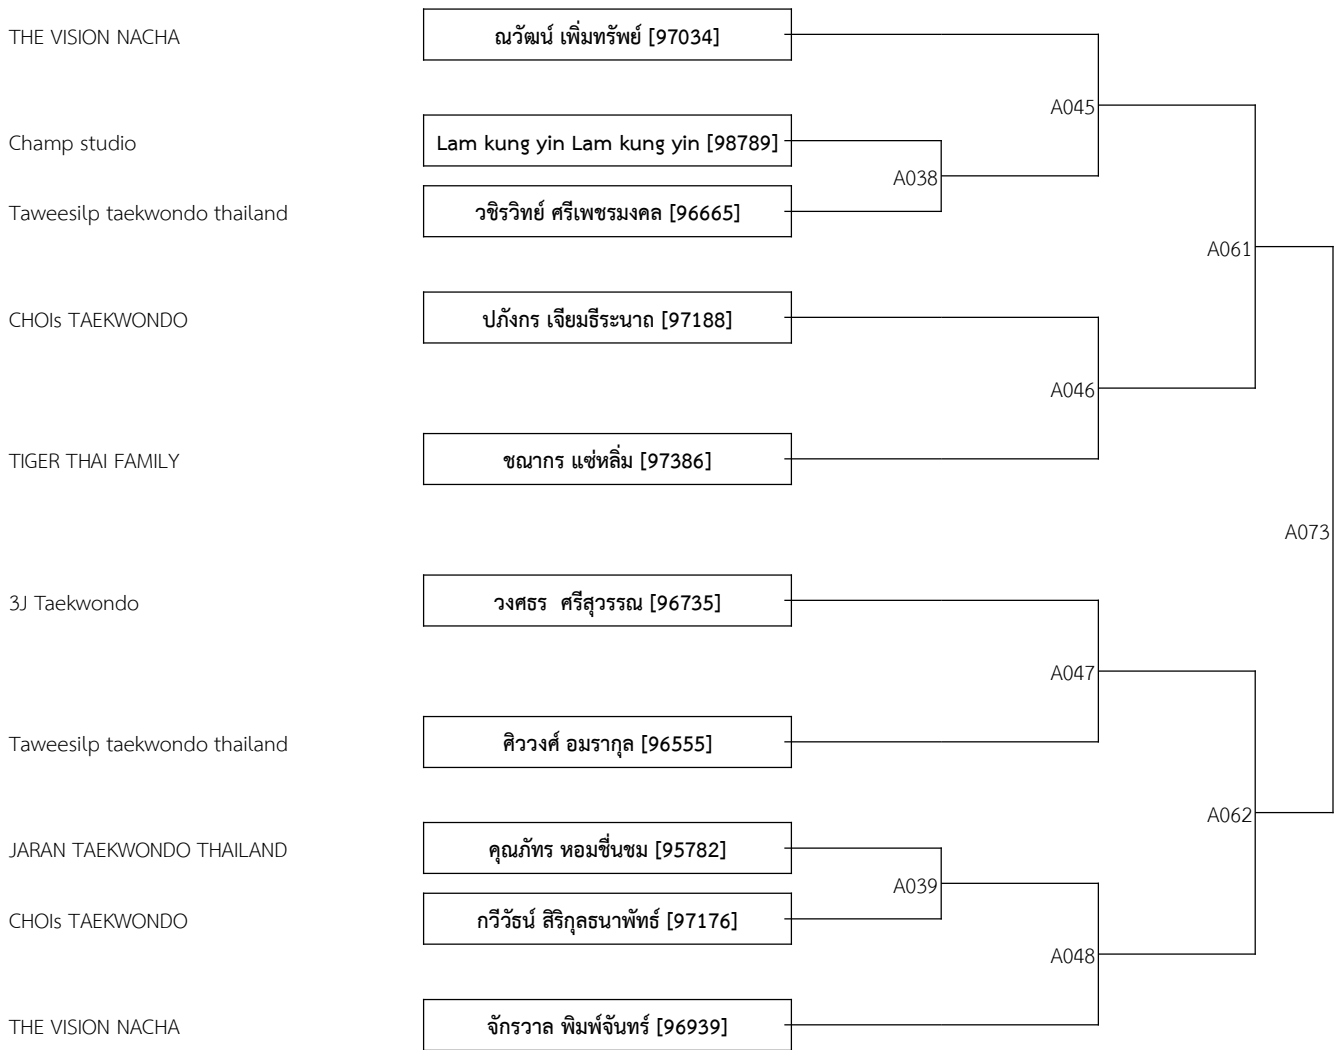 THE VISION NACHA
ณวัฒน์ เพิ่มทรัพย์ [97034]
A045
Champ studio
Lam kung yin Lam kung yin [98789]
A038
Taweesilp taekwondo thailand
วชิรวิทย์ ศรีเพชรมงคล [96665]
A061
CHOIs TAEKWONDO
ปภังกร เจียมธีระนาถ [97188]
A046
TIGER THAI FAMILY
ชณากร แซ่หลิ่ม [97386]
A073
3J Taekwondo
วงศธร  ศรีสุวรรณ [96735]
A047
Taweesilp taekwondo thailand
ศิววงศ์ อมรากุล [96555]
A062
JARAN TAEKWONDO THAILAND
คุณภัทร หอมชื่นชม [95782]
A039
CHOIs TAEKWONDO
กวีวัธน์ สิริกุลธนาพัทธ์ [97176]
A048
THE VISION NACHA
จักรวาล พิมพ์จันทร์ [96939]